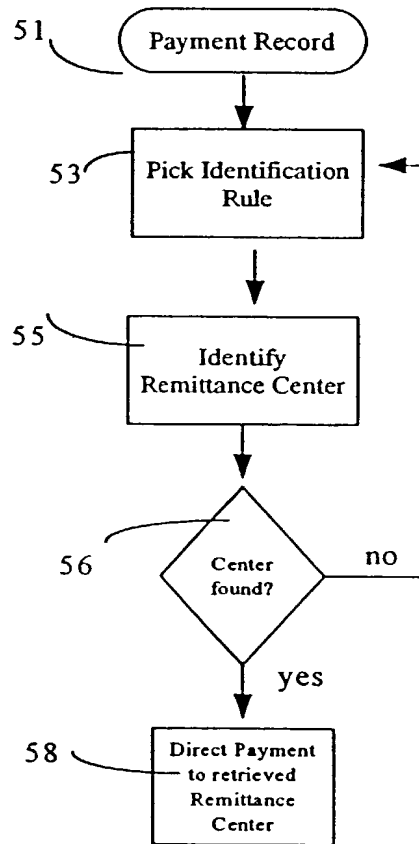 51
Payment Record
53
Pick Identification
Rule
55
Identify
Remittance Center
56
Center
found?
no
yes
58
Direct Payment
to retrieved
Remittance
Center